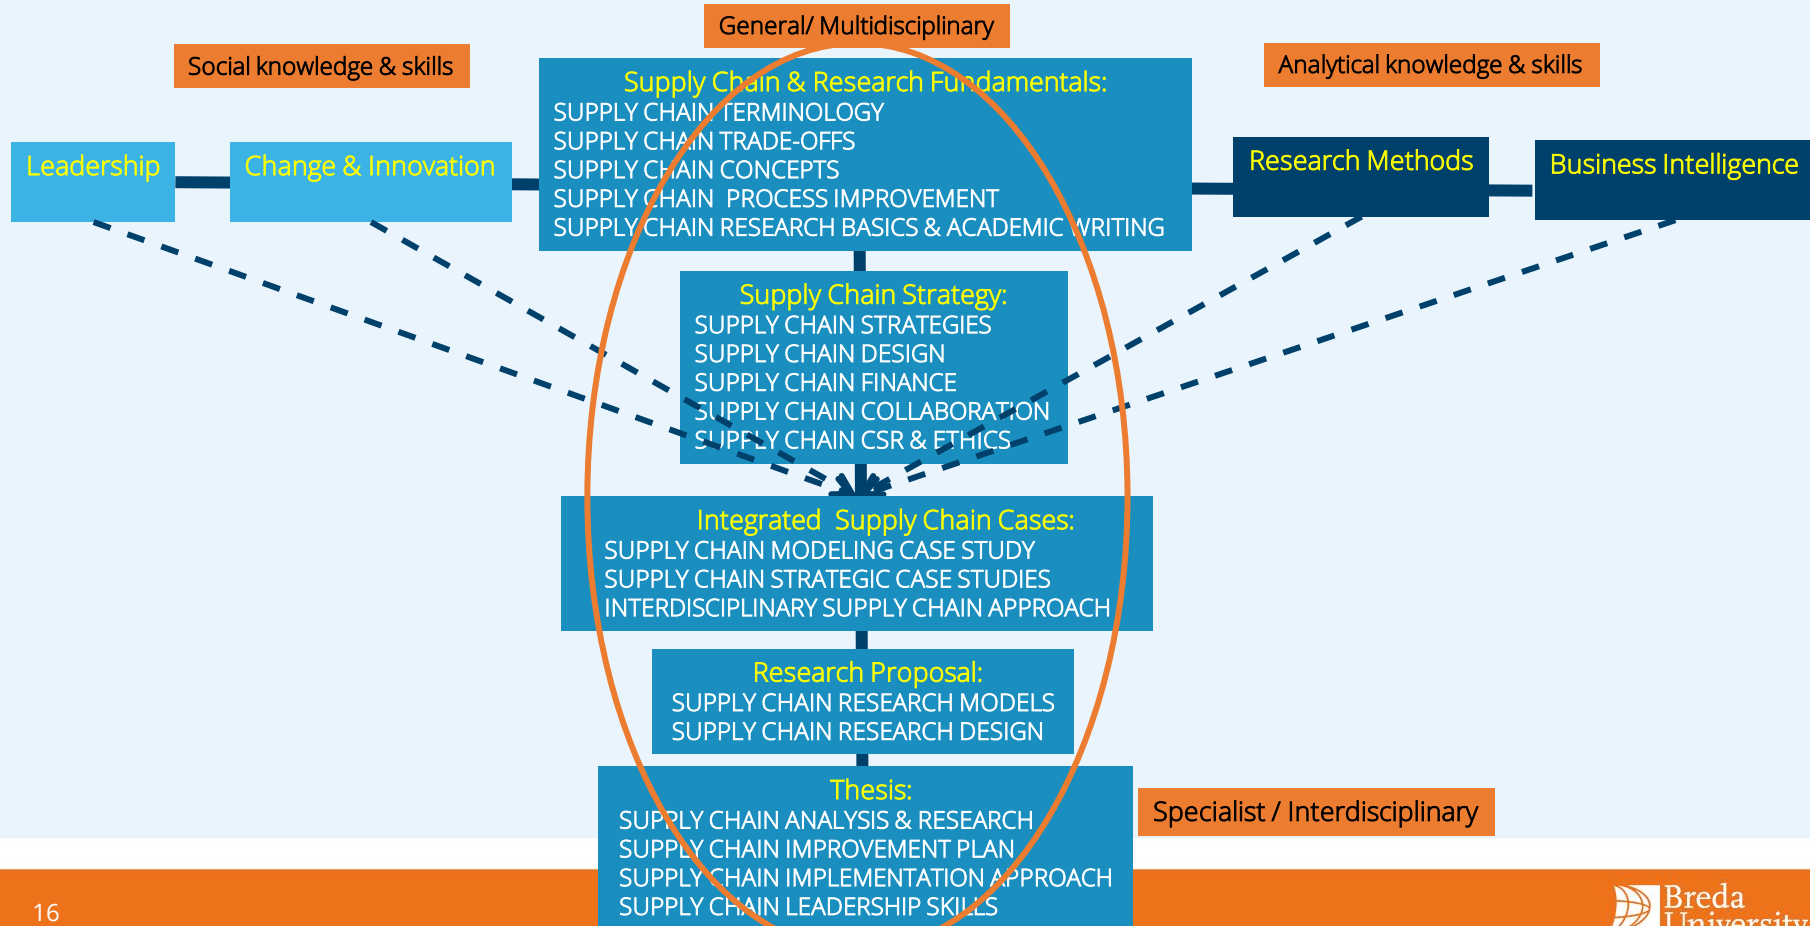 General/ Multidisciplinary
Social knowledge & skills
Analytical knowledge & skills
Leadership
Change & Innovation
Supply Chain & Research Fundamentals:
SUPPLY CHAIN TERMINOLOGY
SUPPLY CHAIN TRADE-OFFS
SUPPLY CHAIN CONCEPTS
SUPPLY CHAIN PROCESS IMPROVEMENT
SUPPLY CHAIN RESEARCH BASICS & ACADEMIC WRITING
Research Methods
Business Intelligence
Supply Chain Strategy:
SUPPLY CHAIN STRATEGIES
SUPPLY CHAIN DESIGN
SUPPLY CHAIN FINANCE
SUPPLY CHAIN COLLABORATION
SUPPLY CHAIN CSR & ETHICS
Integrated Supply Chain Cases:
SUPPLY CHAIN MODELING CASE STUDY
SUPPLY CHAIN STRATEGIC CASE STUDIES
INTERDISCIPLINARY SUPPLY CHAIN APPROACH
Research Proposal:
SUPPLY CHAIN RESEARCH MODELS
SUPPLY CHAIN RESEARCH DESIGN
Thesis:
SUPPLY CHAIN ANALYSIS & RESEARCH
SUPPLY CHAIN IMPROVEMENT PLAN
SUPPLY CHAIN IMPLEMENTATION APPROACH
SUPPLY CHAIN LEADERSHIP SKILLS
Specialist / Interdisciplinary
16
Breda
University